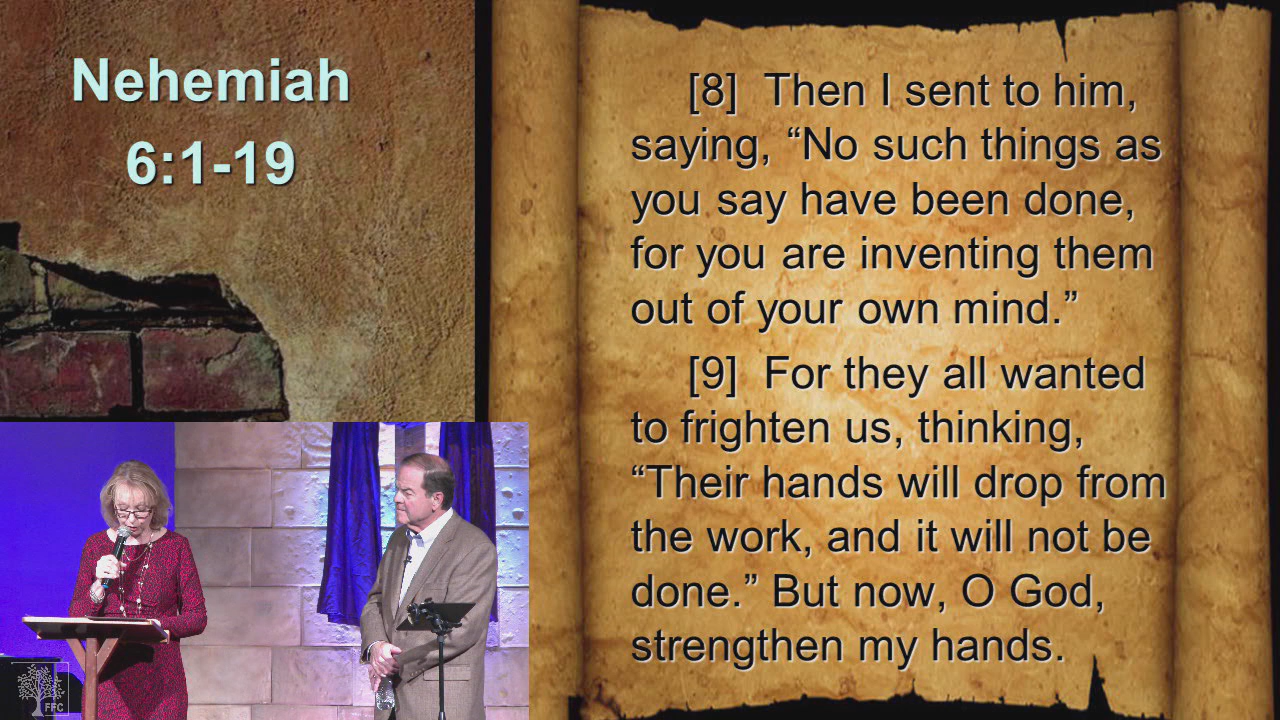 Nehemiah
6:1-19
[8] Then I sent to him,
saying, “No such things as
you say have been done,
for you are inventing them
out of your own mind.”
[9] For they all wanted
to frighten us, thinking,
“Their hands will drop from
the work, and it will not be
done.” But now, O God,
strengthen my hands.
FFC